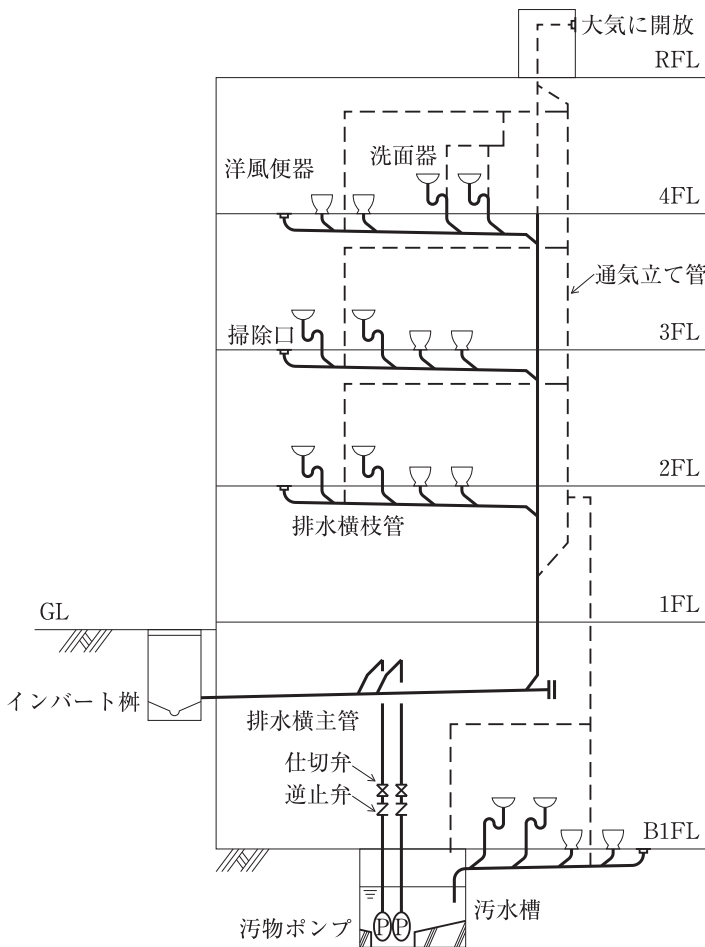 大気に開放
RFL
洋風便器
洗面器
4FL
通気立て管
掃除口
3FL
2FL
排水横枝管
GL
1FL
インバート桝
排水横主管
仕切弁
逆止弁
B1FL
汚水槽
汚物ポンプ
P P